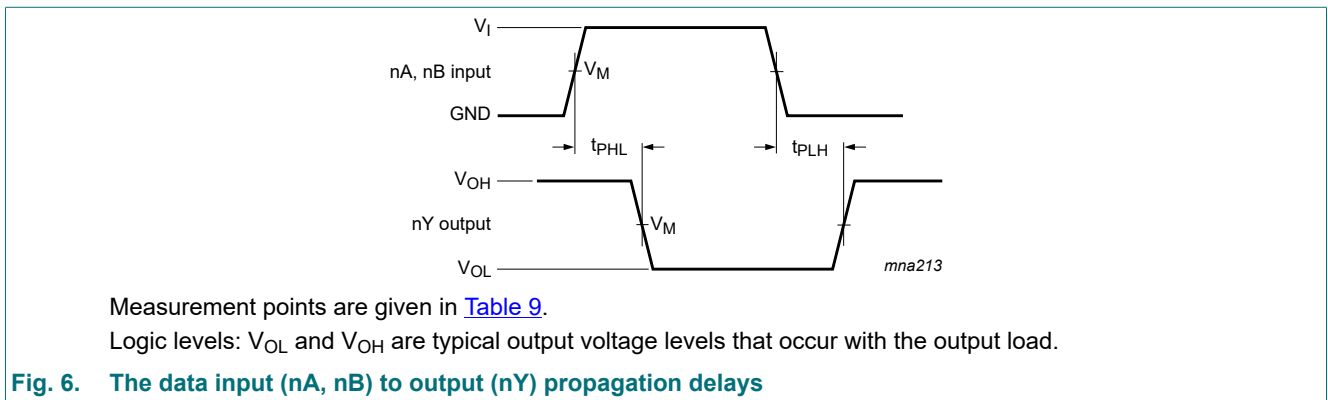 V_I
nA, nB input
V_M
GND
t_PHL
t_PLH
V_OH
nY output
V_M
V_OL
mna213
Measurement points are given in Table 9.
Logic levels: V_OL and V_OH are typical output voltage levels that occur with the output load.
Fig. 6. The data input (nA, nB) to output (nY) propagation delays